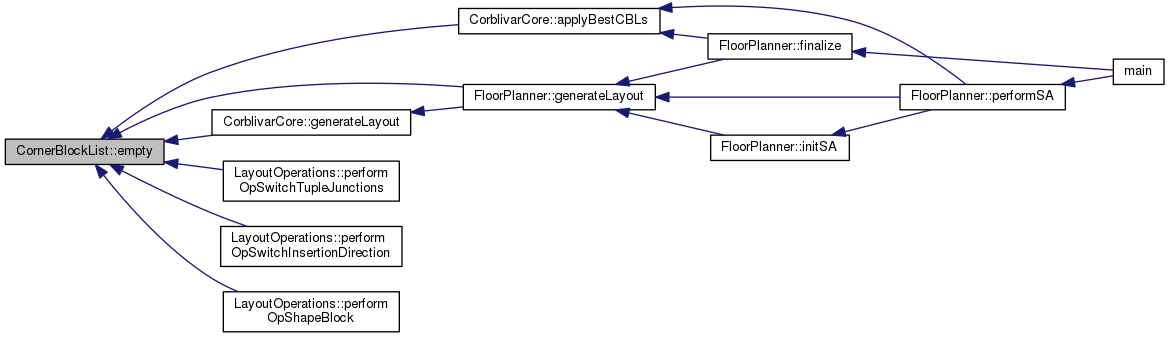 CorblivarCore::applyBestCBLs
FloorPlanner::finalize
main
FloorPlanner::generateLayout
FloorPlanner::performSA
CorblivarCore::generateLayout
CornerBlockList::empty
FloorPlanner::initSA
LayoutOperations::perform
OpSwitchTupleJunctions
LayoutOperations::perform
OpSwitchInsertionDirection
LayoutOperations::perform
OpShapeBlock